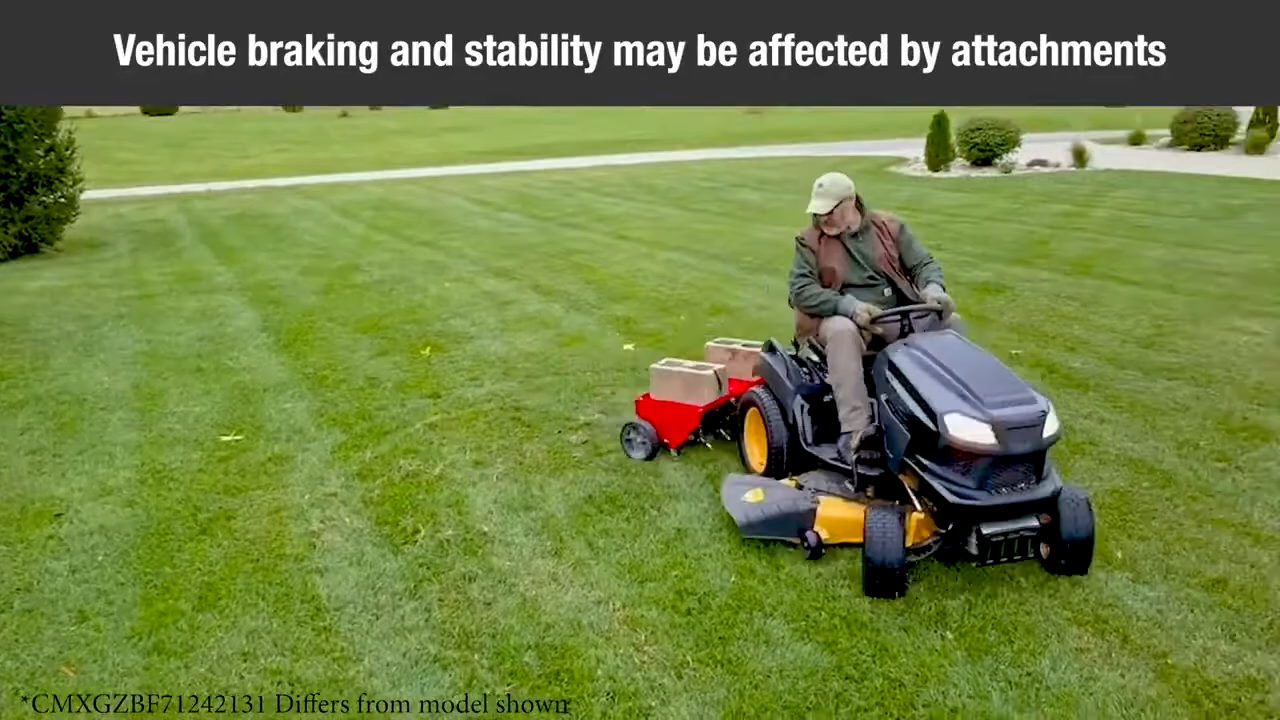 Vehicle braking and stability may be affected by attachments
*CMXGZBF71242131 Differs from model shown